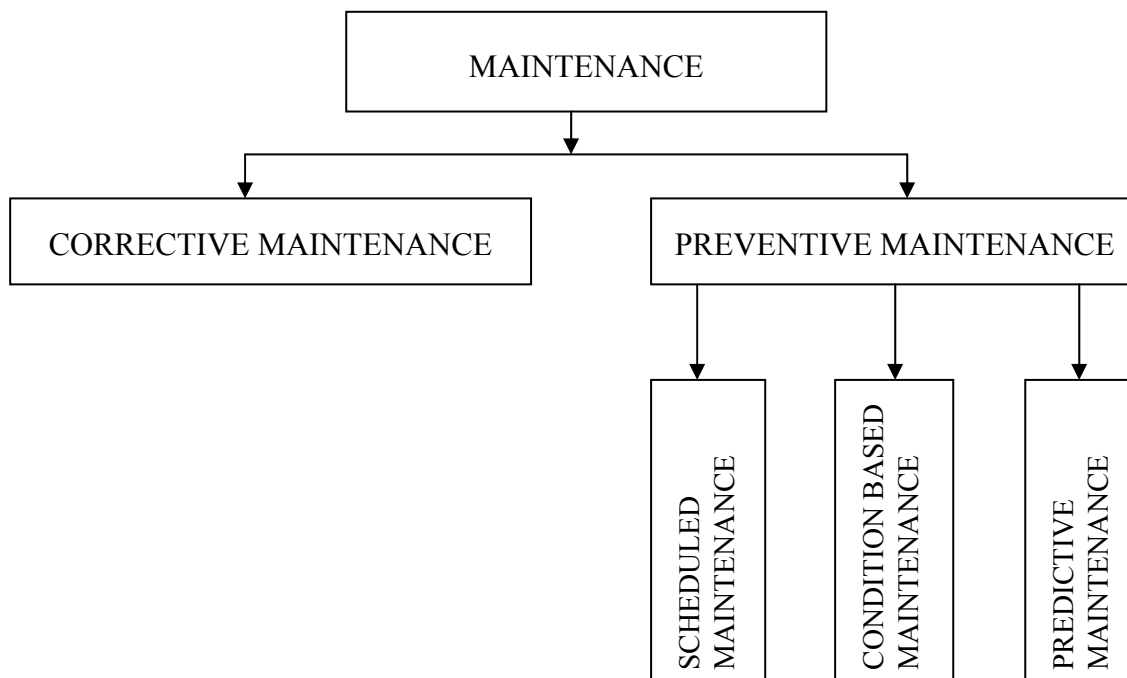 MAINTENANCE
CORRECTIVE MAINTENANCE
PREVENTIVE MAINTENANCE
SCHEDULED
MAINTENANCE
CONDITION BASED
MAINTENANCE
PREDICTIVE
MAINTENANCE